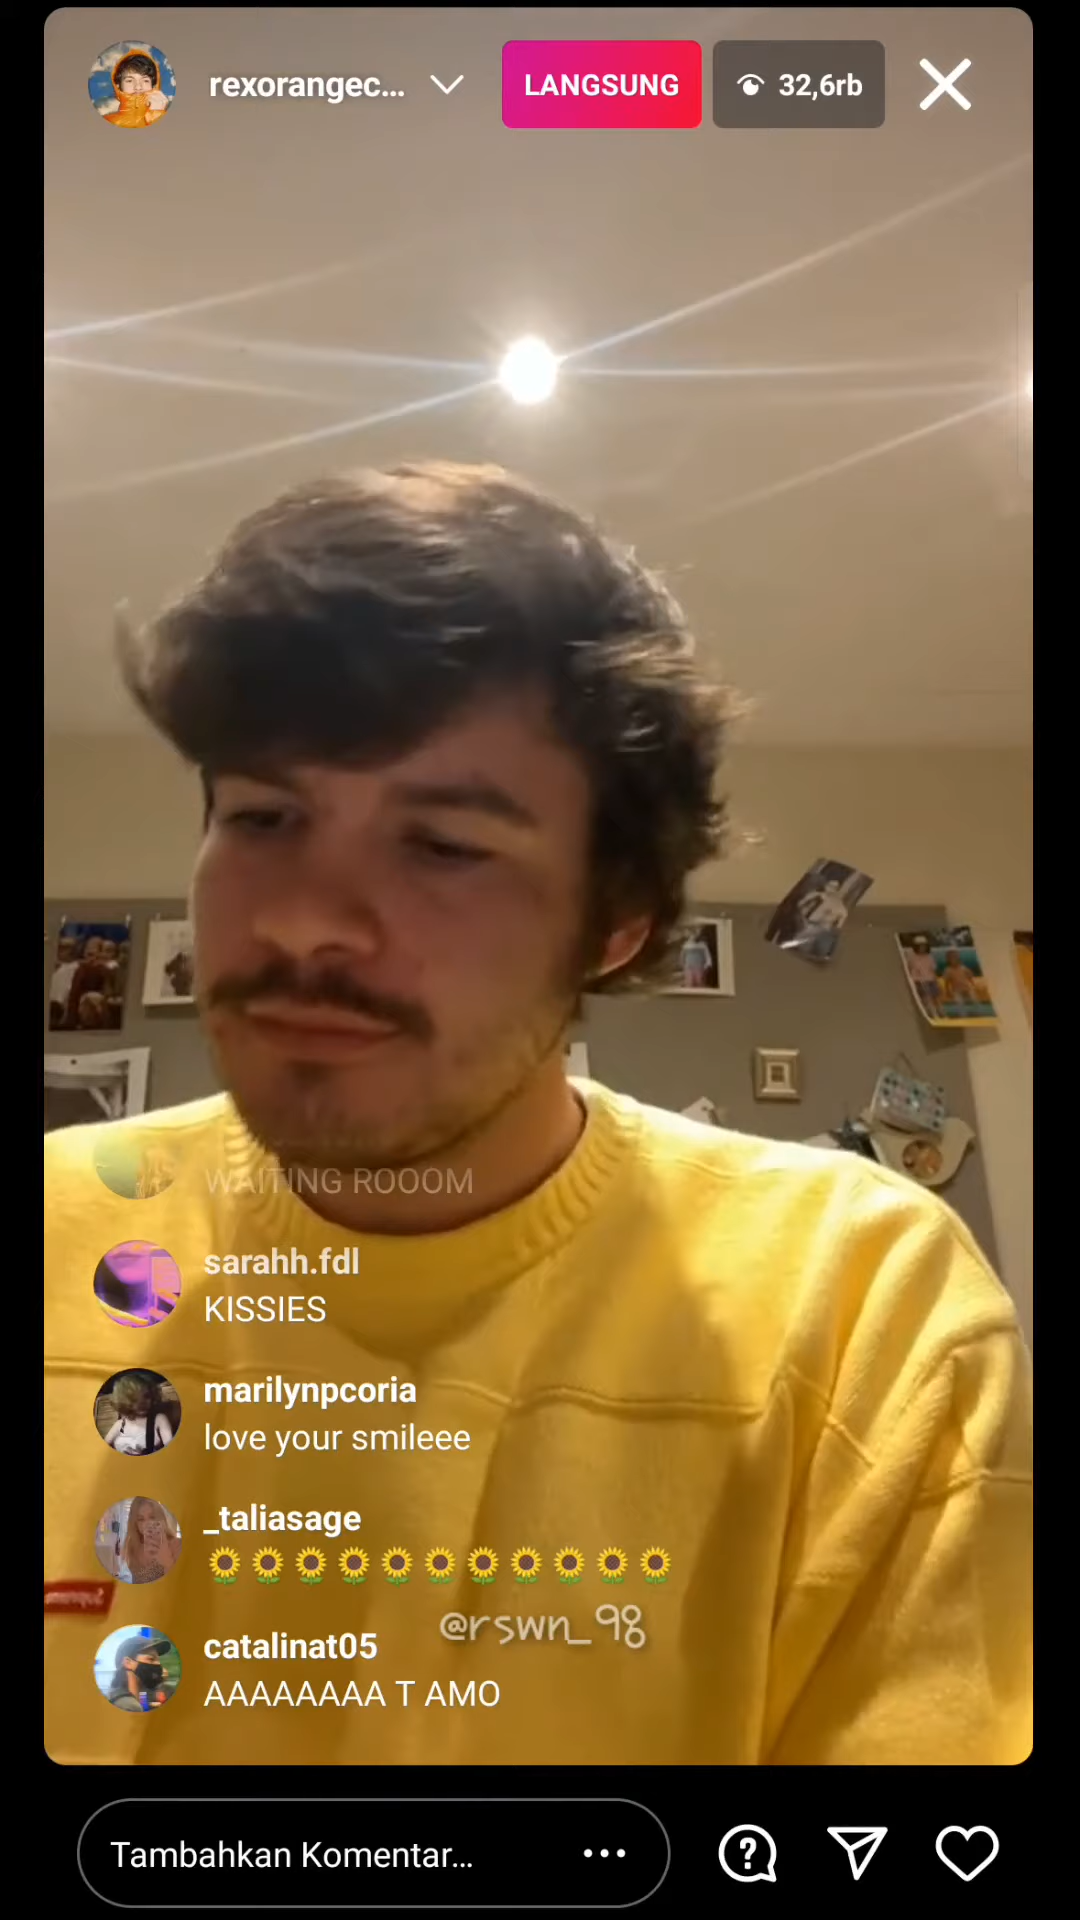 rexorangec...
LANGSUNG
32,6rb
WAITING ROOOM
sarahh.fdl
KISSIES
marilynpcoria
love your smileee
_taliasage
🌻🌻🌻🌻🌻🌻🌻🌻🌻🌻🌻
@rswn_98
catalinat05
AAAAAAAA T AMO
Tambahkan Komentar...